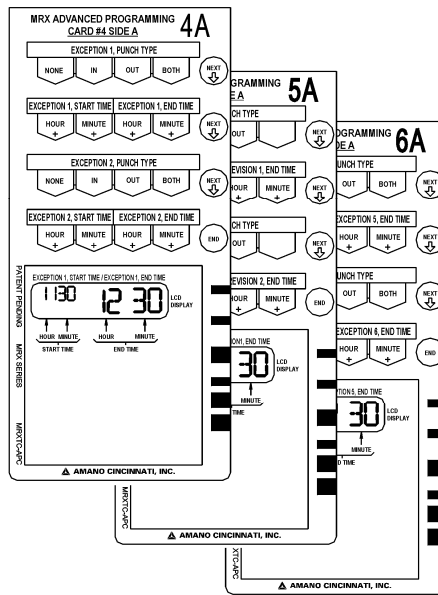 MRX ADVANCED PROGRAMMING
CARD #4 SIDE A
4A
EXCEPTION 1, PUNCH TYPE
NONE IN OUT BOTH NEXT
EXCEPTION 1, START TIME EXCEPTION 1, END TIME
HOUR + MINUTE + HOUR + MINUTE + NEXT
EXCEPTION 2, PUNCH TYPE
NONE IN OUT BOTH NEXT
EXCEPTION 2, START TIME EXCEPTION 2, END TIME
HOUR + MINUTE + HOUR + MINUTE + END
EXCEPTION 1, START TIME / EXCEPTION 1, END TIME
11 30 12 30
LCD DISPLAY
HOUR MINUTE HOUR MINUTE
START TIME END TIME
PATENT PENDING
MRX SERIES
MRXTC-APC
AMANO CINCINNATI, INC.
GRAMMING
E A
5A
CH TYPE
OUT NEXT
EVISION 1, END TIME
HOUR MINUTE + NEXT
CH TYPE
OUT NEXT
EVISION 2, END TIME
HOUR MINUTE + END
ION1, END TIME
30
LCD DISPLAY
MINUTE
TIME
MRXTC-APC
AMANO CINCINNATI, INC.
OGRAMMING
DE A
6A
UNCH TYPE
OUT BOTH NEXT
EXCEPTION 5, END TIME
HOUR + MINUTE + NEXT
UNCH TYPE
OUT BOTH NEXT
EXCEPTION 6, END TIME
HOUR + MINUTE + END
TION 5, END TIME
30
LCD DISPLAY
MINUTE
D TIME
XTC-APC
AMANO CINCINNATI, INC.